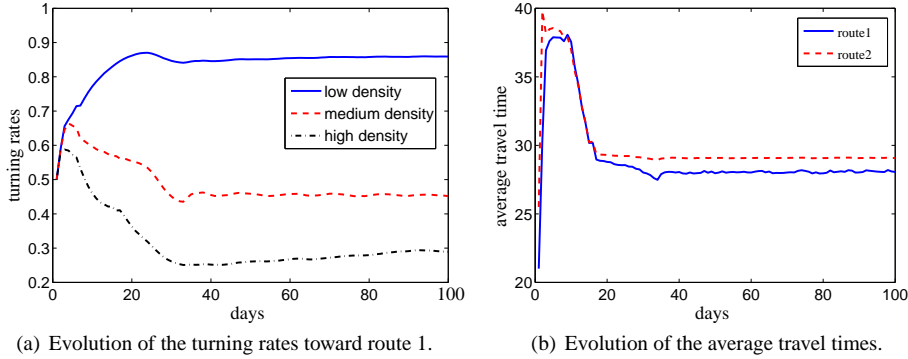 1
0.9
0.8
0.7
0.6
0.5
0.4
0.3
0.2
0
20
40
60
80
100
turning rates
days
low density
medium density
high density
(a) Evolution of the turning rates toward route 1.
40
35
30
25
20
0
20
40
60
80
100
average travel time
days
route1
route2
(b) Evolution of the average travel times.